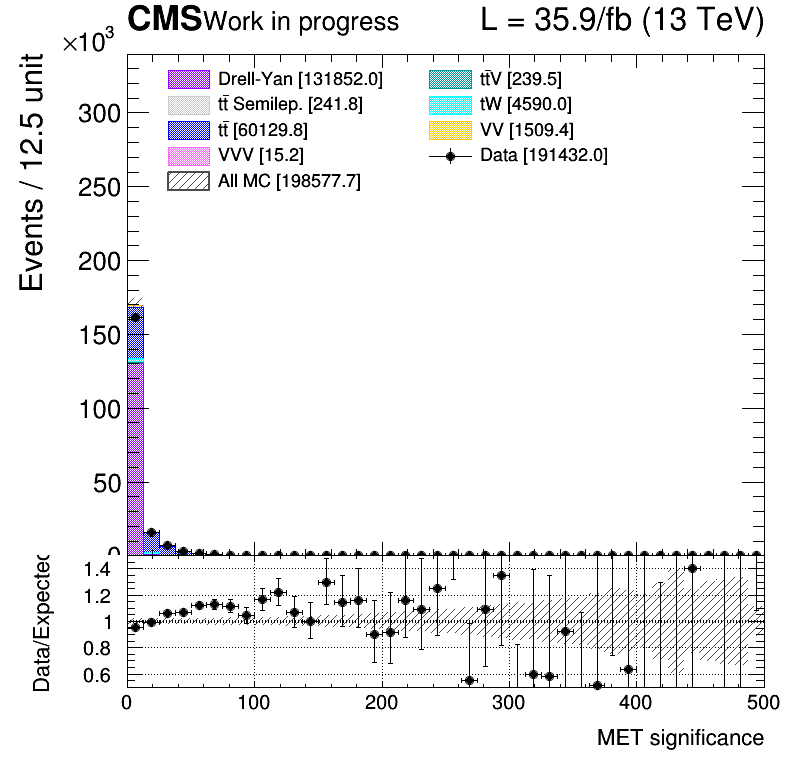 CMS Work in progress L = 35.9/fb (13 TeV)
×10³
Events / 12.5 unit
Drell-Yan [131852.0]
tt̄ Semilep. [241.8]
tt̄ [60129.8]
VVV [15.2]
All MC [198577.7]
tt̄V [239.5]
tW [4590.0]
VV [1509.4]
Data [191432.0]
300
250
200
150
100
50
0
Data/Expected
1.4
1.2
1
0.8
0.6
0 100 200 300 400 500
MET significance